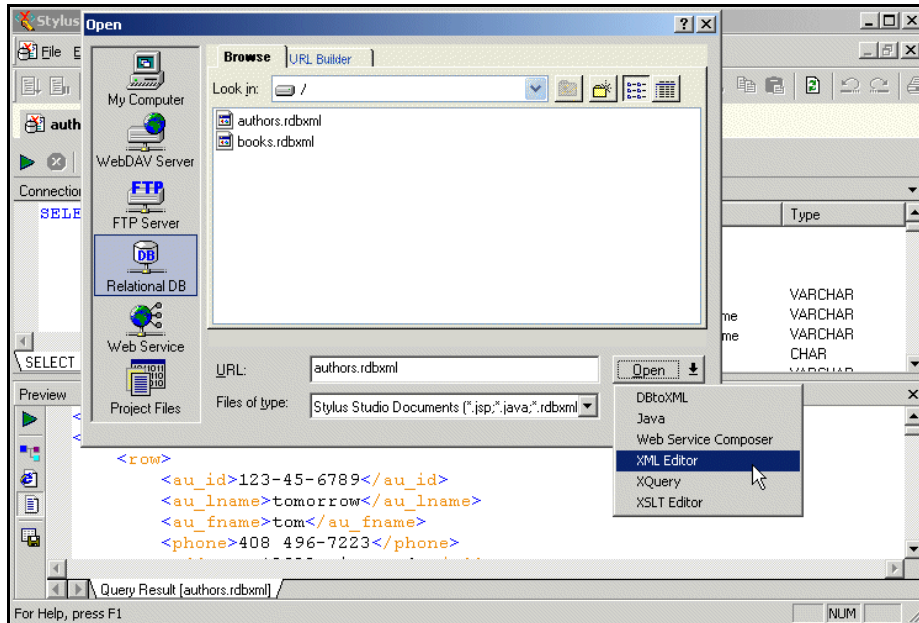 Stylus
Open
File E
Browse
URL Builder
Look in: /
My Computer
authors.rdbxml
books.rdbxml
auth
WebDAV Server
Connection
FTP
FTP Server
SELE
Type
DB
Relational DB
VARCHAR
me VARCHAR
me VARCHAR
CHAR
VARCHAR
Web Service
SELECT
URL: authors.rdbxml
Open
Project Files
Files of type: Stylus Studio Documents (*.jsp;*.java;*.rdbxml
Preview
DBtoXML
Java
Web Service Composer
XML Editor
XQuery
XSLT Editor
<row>
<au_id>123-45-6789</au_id>
<au_lname>tomorrow</au_lname>
<au_fname>tom</au_fname>
<phone>408 496-7223</phone>
Query Result [authors.rdbxml]
For Help, press F1
NUM